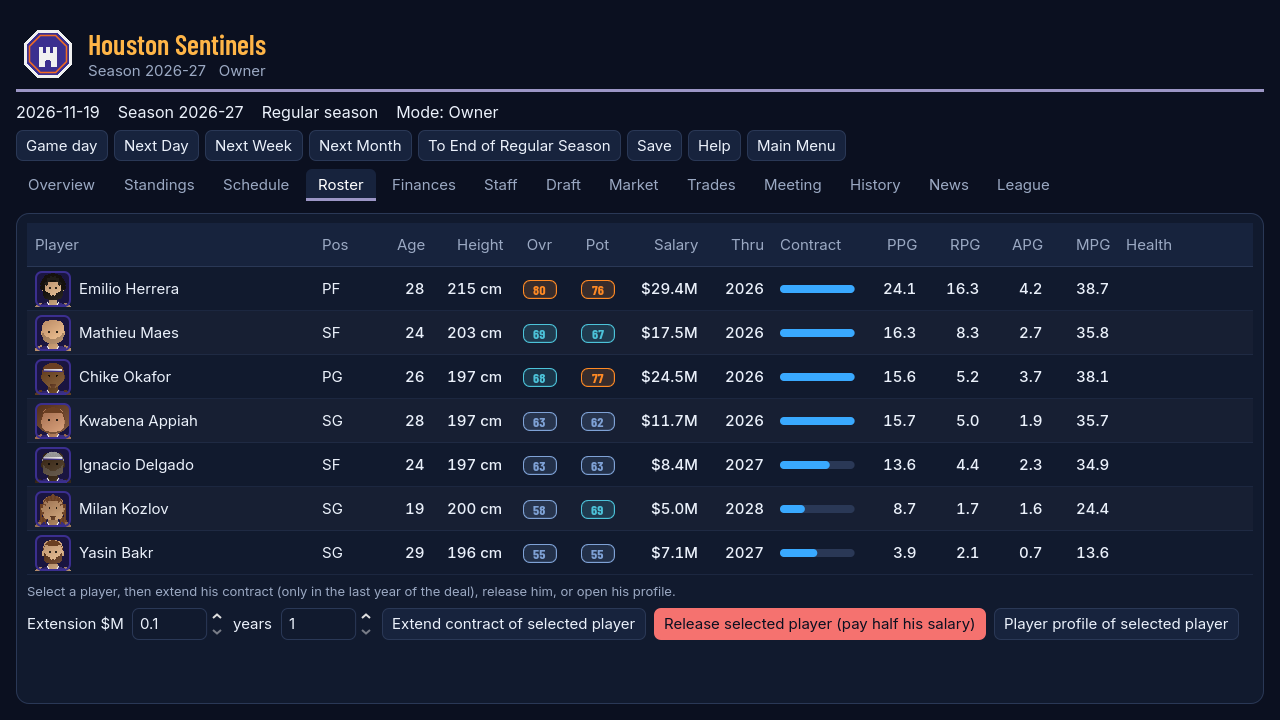 Houston Sentinels
Season 2026-27 Owner
2026-11-19 Season 2026-27 Regular season Mode: Owner
Game day Next Day Next Week Next Month To End of Regular Season Save Help Main Menu
Overview Standings Schedule Roster Finances Staff Draft Market Trades Meeting History News League
Player Pos Age Height Ovr Pot Salary Thru Contract PPG RPG APG MPG Health
Emilio Herrera PF 28 215 cm 80 76 $29.4M 2026 24.1 16.3 4.2 38.7
Mathieu Maes SF 24 203 cm 69 67 $17.5M 2026 16.3 8.3 2.7 35.8
Chike Okafor PG 26 197 cm 68 77 $24.5M 2026 15.6 5.2 3.7 38.1
Kwabena Appiah SG 28 197 cm 63 62 $11.7M 2026 15.7 5.0 1.9 35.7
Ignacio Delgado SF 24 197 cm 63 63 $8.4M 2027 13.6 4.4 2.3 34.9
Milan Kozlov SG 19 200 cm 58 69 $5.0M 2028 8.7 1.7 1.6 24.4
Yasin Bakr SG 29 196 cm 55 55 $7.1M 2027 3.9 2.1 0.7 13.6
Select a player, then extend his contract (only in the last year of the deal), release him, or open his profile.
Extension $M 0.1 years 1 Extend contract of selected player Release selected player (pay half his salary) Player profile of selected player